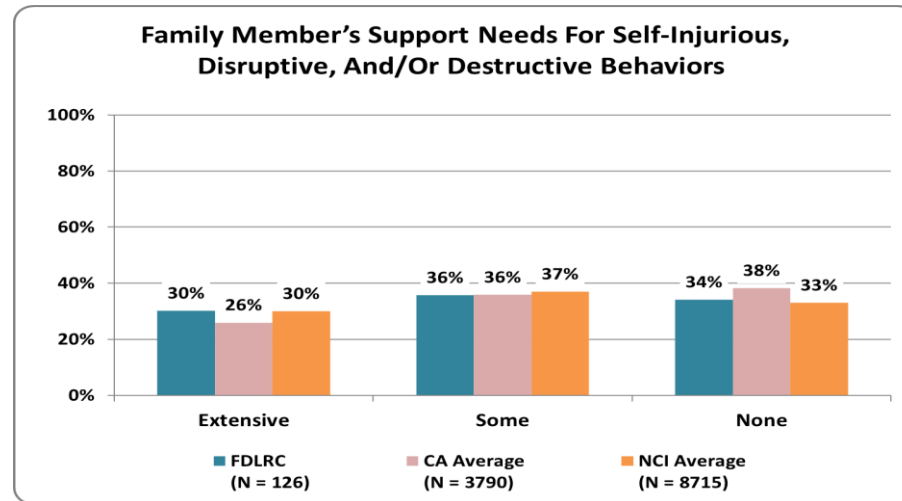 Family Member's Support Needs For Self-Injurious,
Disruptive, And/Or Destructive Behaviors
100%
80%
60%
40%
20%
0%
30%
26%
30%
36%
36%
37%
34%
38%
33%
Extensive
Some
None
FDLRC
(N = 126)
CA Average
(N = 3790)
NCI Average
(N = 8715)